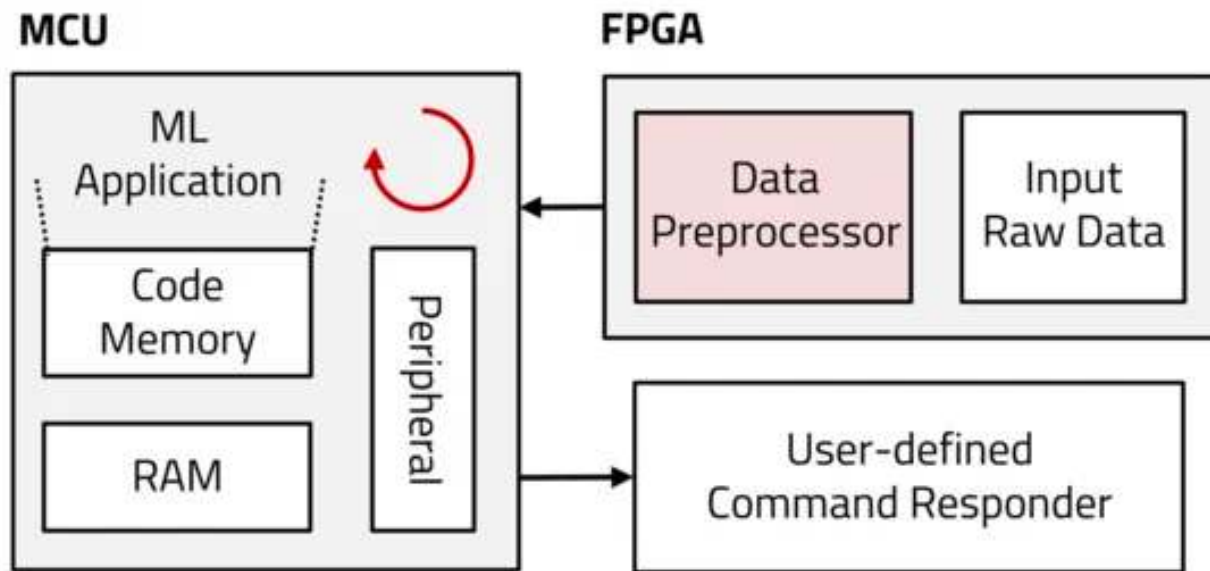 MCU
ML
Application
Code
Memory
RAM
Peripheral
FPGA
Data
Preprocessor
Input
Raw Data
User-defined
Command Responder